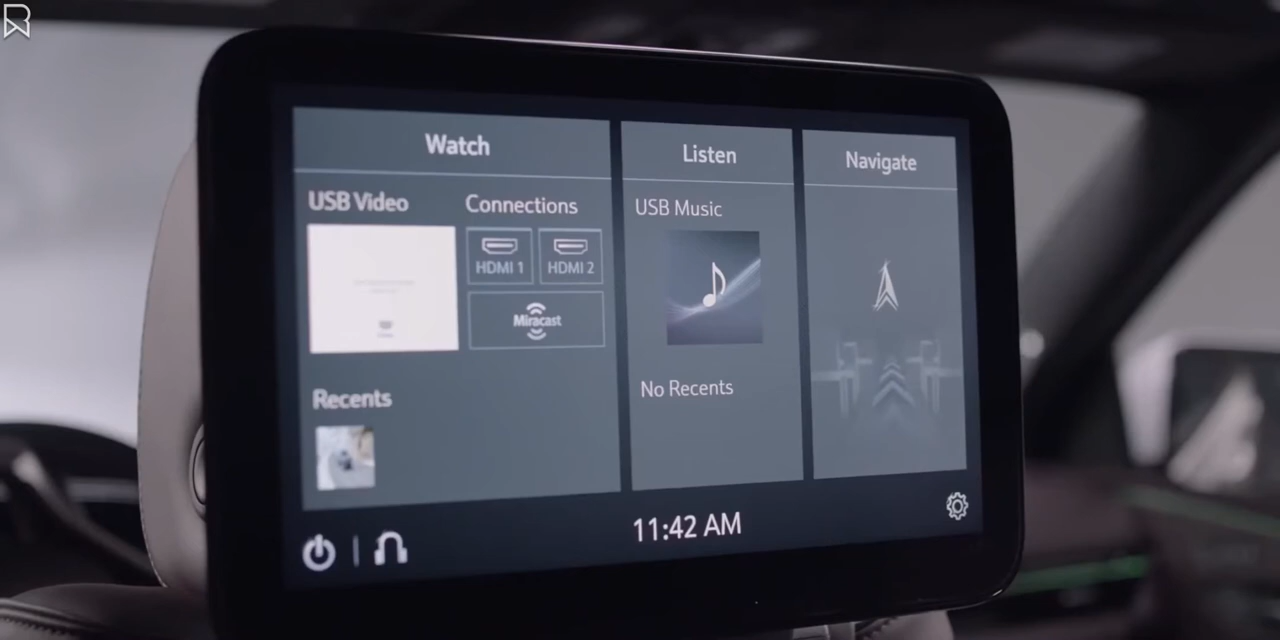 Watch
USB Video
Connections
HDMI 1
HDMI 2
Miracast
Recents
Listen
USB Music
No Recents
Navigate
11:42 AM